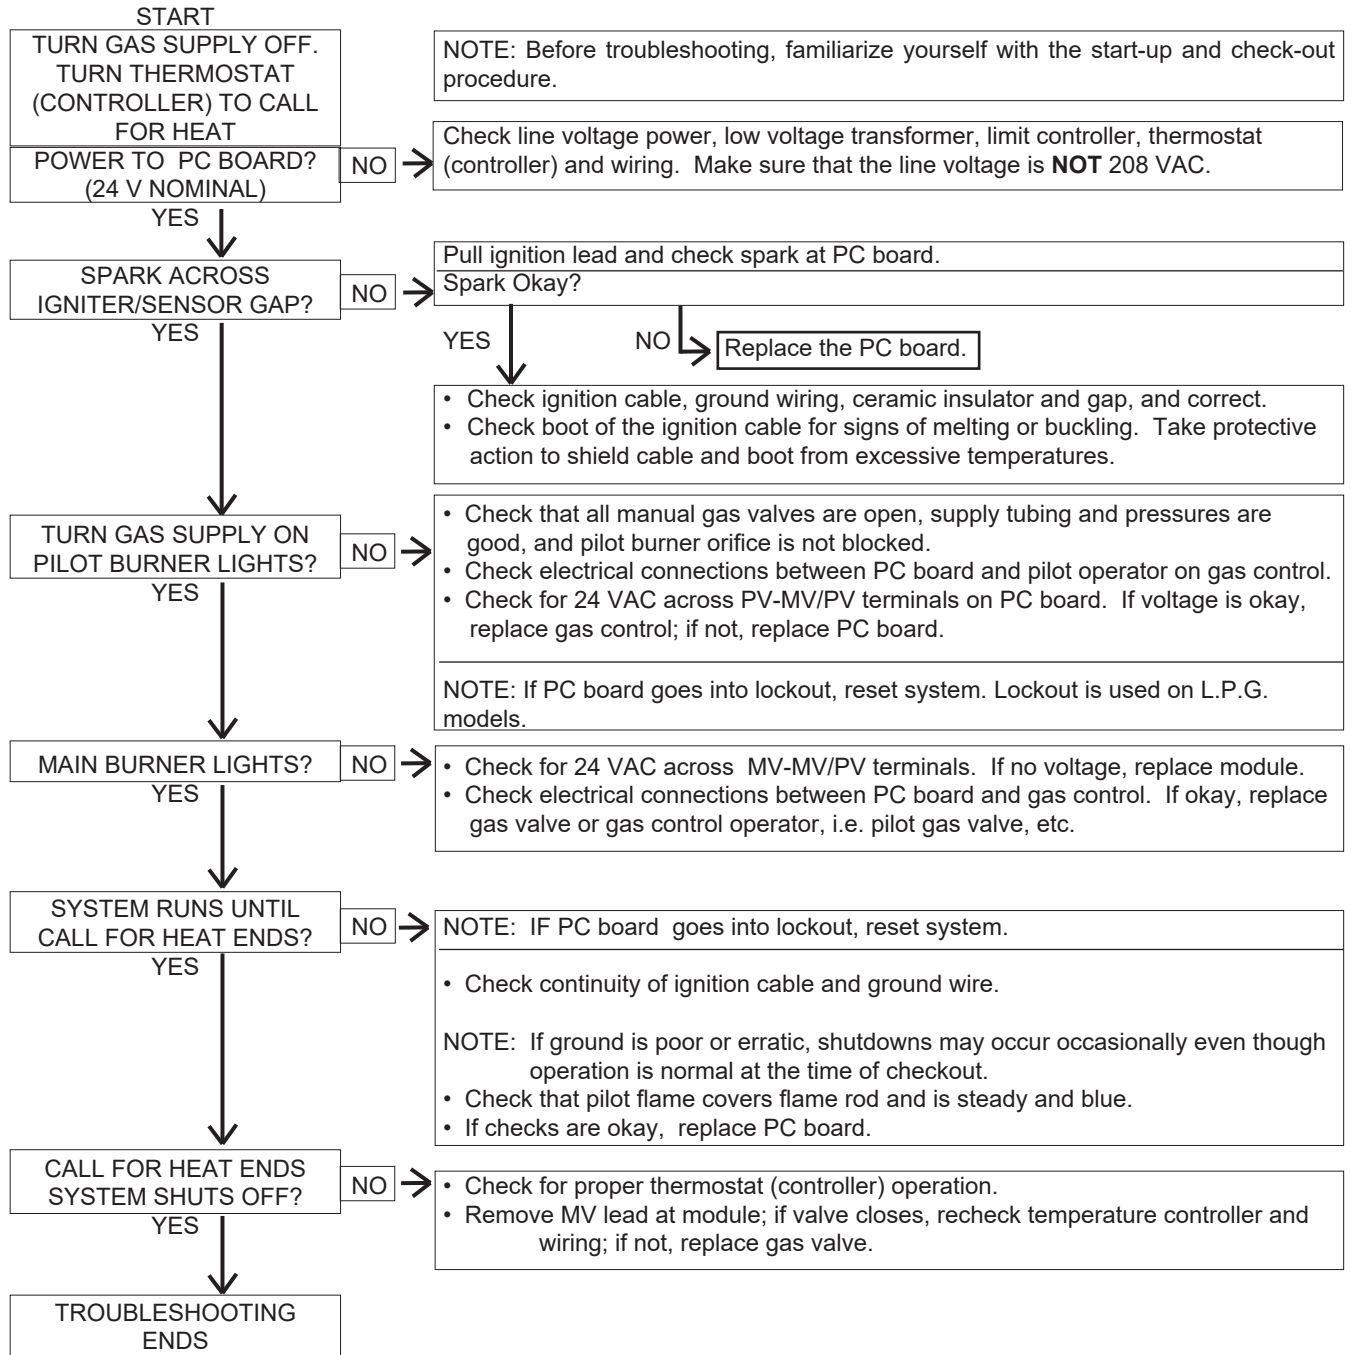 START
TURN GAS SUPPLY OFF.
TURN THERMOSTAT
(CONTROLLER) TO CALL
FOR HEAT
NOTE: Before troubleshooting, familiarize yourself with the start-up and check-out
procedure.
POWER TO PC BOARD?
(24 V NOMINAL)
NO
Check line voltage power, low voltage transformer, limit controller, thermostat
(controller) and wiring. Make sure that the line voltage is NOT 208 VAC.
YES
SPARK ACROSS
IGNITER/SENSOR GAP?
NO
Pull ignition lead and check spark at PC board.
Spark Okay?
YES
YES
NO
Replace the PC board.
• Check ignition cable, ground wiring, ceramic insulator and gap, and correct.
• Check boot of the ignition cable for signs of melting or buckling. Take protective
action to shield cable and boot from excessive temperatures.
TURN GAS SUPPLY ON
PILOT BURNER LIGHTS?
NO
• Check that all manual gas valves are open, supply tubing and pressures are
good, and pilot burner orifice is not blocked.
• Check electrical connections between PC board and pilot operator on gas control.
• Check for 24 VAC across PV-MV/PV terminals on PC board. If voltage is okay,
replace gas control; if not, replace PC board.
NOTE: If PC board goes into lockout, reset system. Lockout is used on L.P.G.
models.
YES
MAIN BURNER LIGHTS?
NO
• Check for 24 VAC across MV-MV/PV terminals. If no voltage, replace module.
• Check electrical connections between PC board and gas control. If okay, replace
gas valve or gas control operator, i.e. pilot gas valve, etc.
YES
SYSTEM RUNS UNTIL
CALL FOR HEAT ENDS?
NO
NOTE: IF PC board goes into lockout, reset system.
• Check continuity of ignition cable and ground wire.
NOTE: If ground is poor or erratic, shutdowns may occur occasionally even though
operation is normal at the time of checkout.
• Check that pilot flame covers flame rod and is steady and blue.
• If checks are okay, replace PC board.
YES
CALL FOR HEAT ENDS
SYSTEM SHUTS OFF?
NO
• Check for proper thermostat (controller) operation.
• Remove MV lead at module; if valve closes, recheck temperature controller and
wiring; if not, replace gas valve.
YES
TROUBLESHOOTING
ENDS